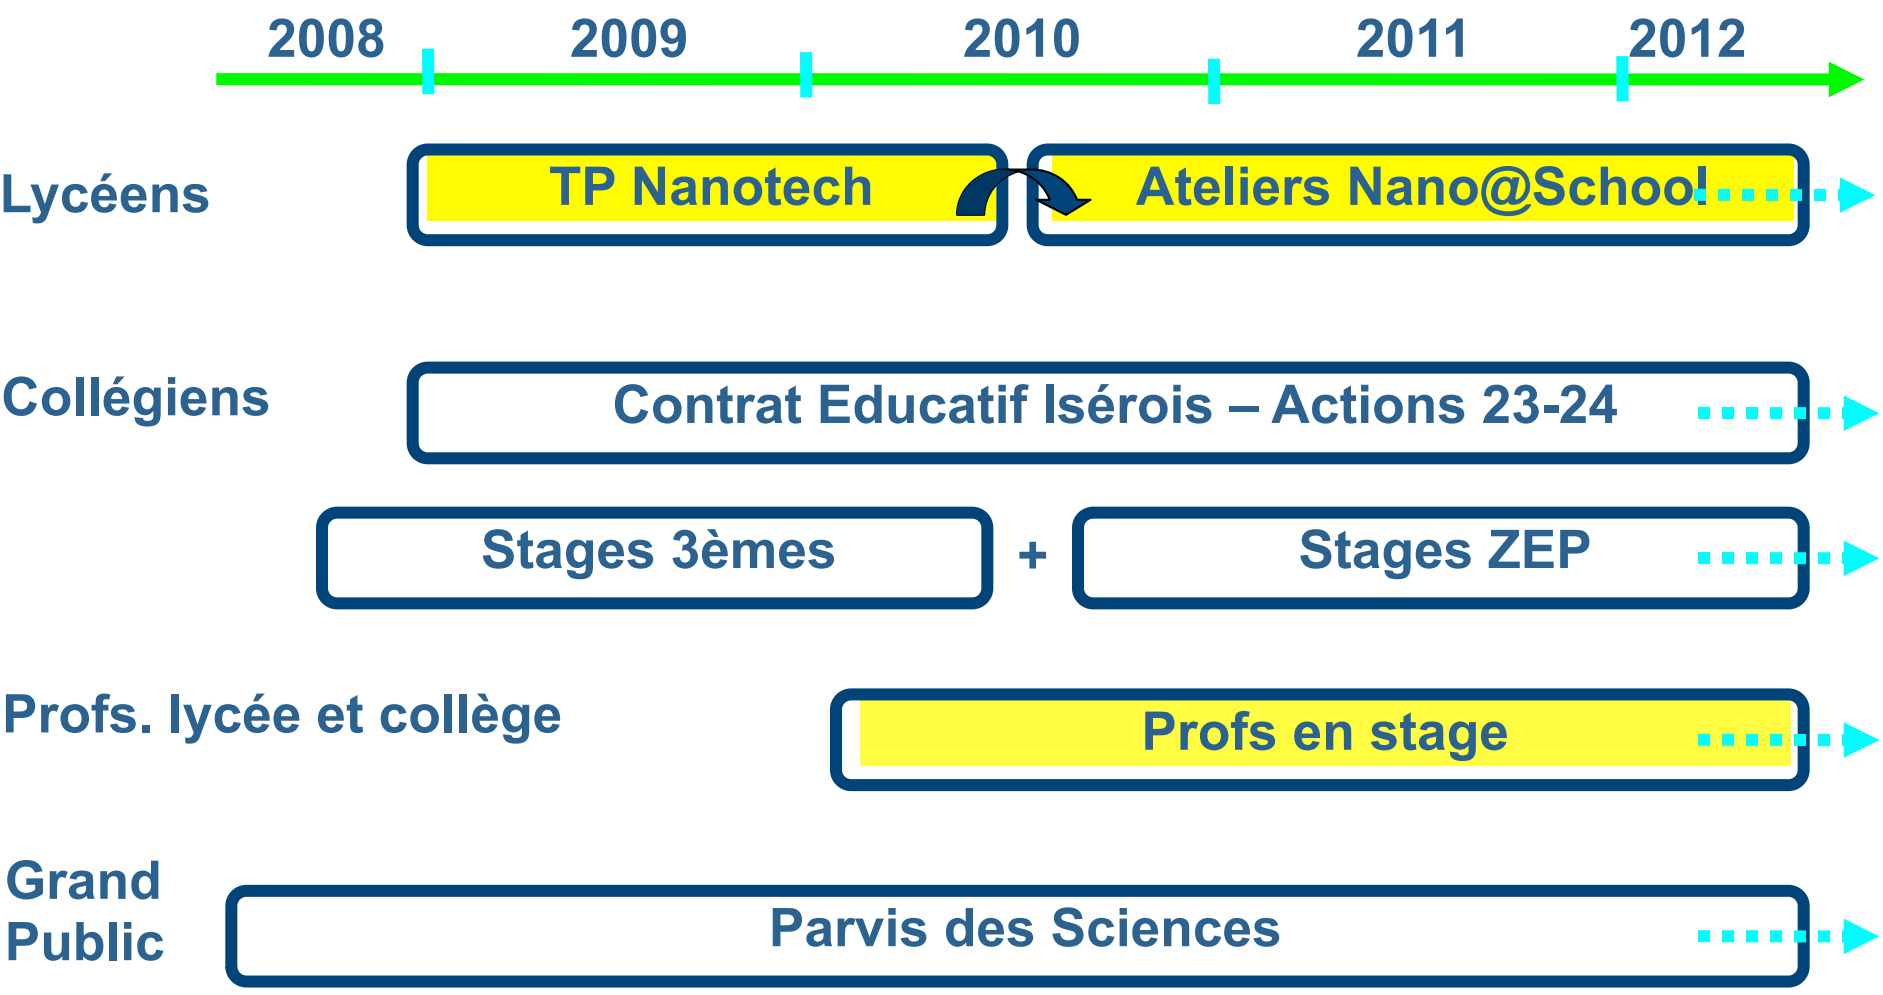 2008 2009 2010 2011 2012
Lycéens TP Nanotech Ateliers Nano@School
Collégiens Contrat Educatif Isérois – Actions 23-24
Stages 3èmes + Stages ZEP
Profs. lycée et collège Profs en stage
Grand
Public Parvis des Sciences